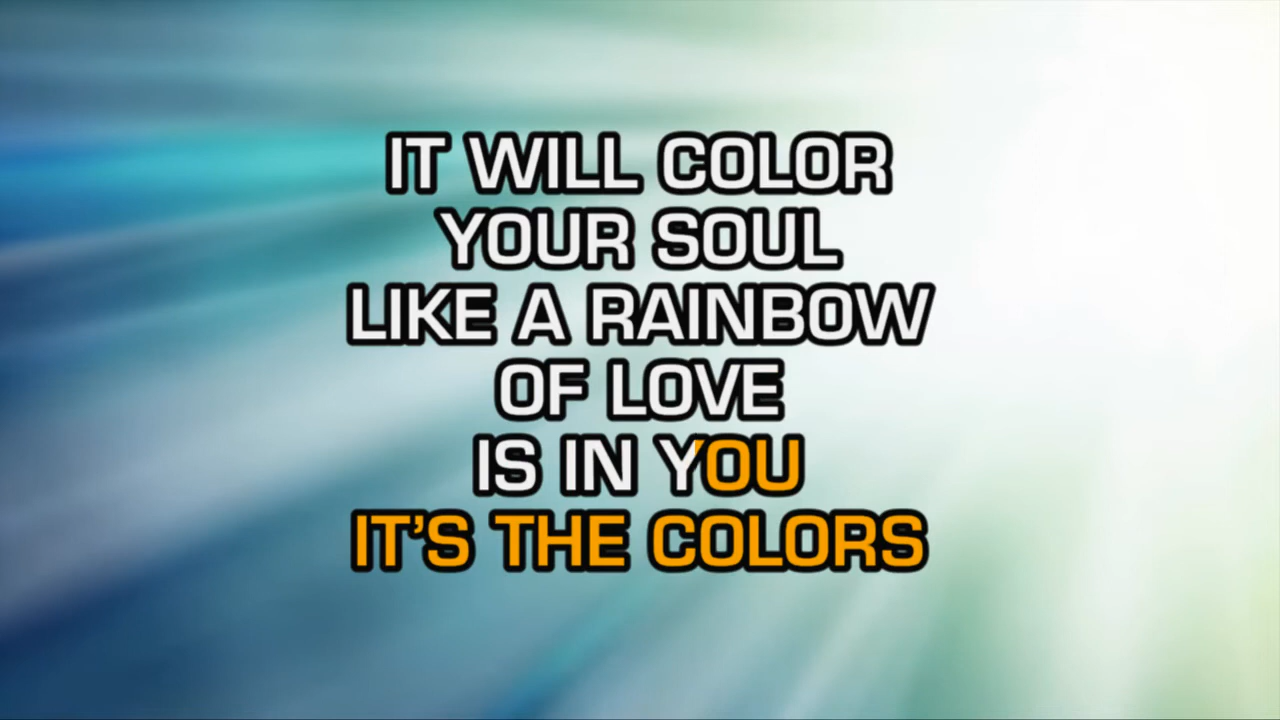 IT WILL COLOR
YOUR SOUL
LIKE A RAINBOW
OF LOVE
IS IN YOU
IT'S THE COLORS